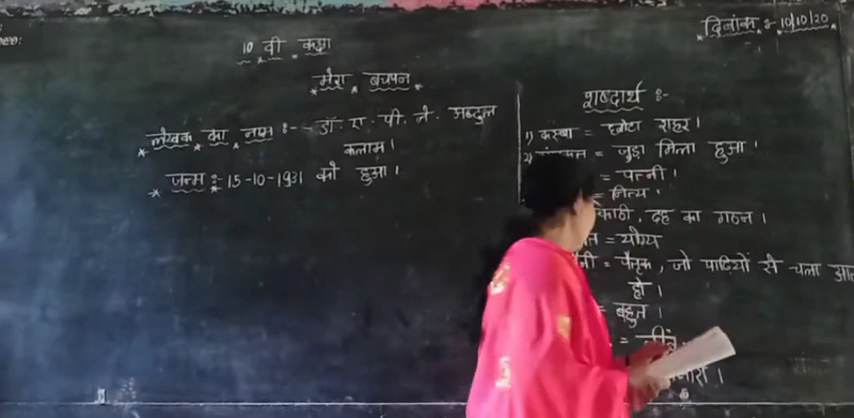 दिनांक :- 10/10/20
10 वी कक्षा
मेरा बचपन
लेखक का नाम :- डॉ. ए. पी. जे. अब्दुल
कलाम।
जन्म :- 15-10-1931 को हुआ।
शब्दार्थ :-
1) कस्बा = छोटा शहर।
2) = जुड़ा मिला हुआ।
= पत्नी।
= नित्य।
काठी, देह का गठन।
= योग्य
= पैतृक, जो पीढ़ियों से चला
हो।
= बहुत।
=